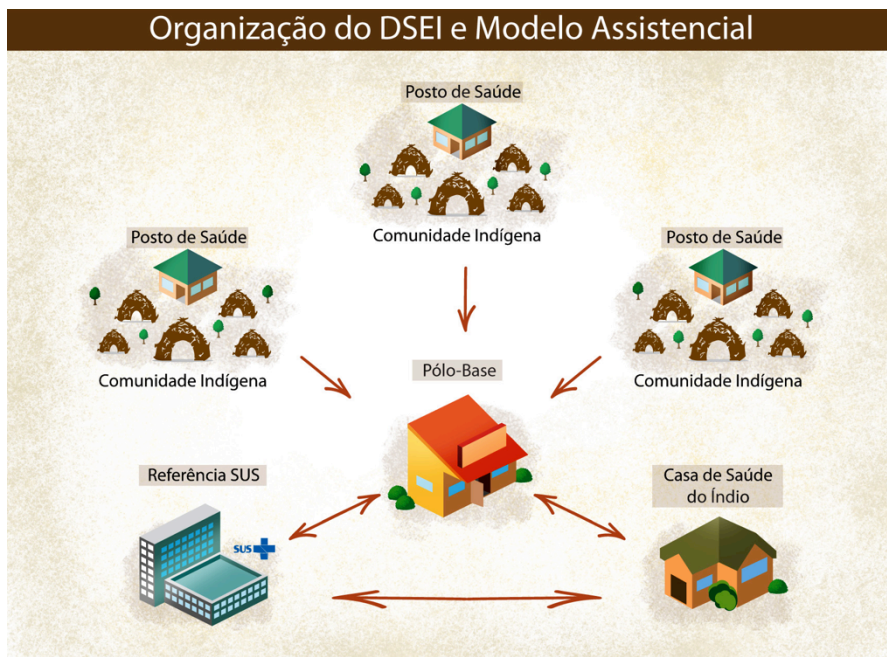 Organização do DSEI e Modelo Assistencial
Posto de Saúde
Comunidade Indígena
Posto de Saúde
Comunidade Indígena
Posto de Saúde
Comunidade Indígena
Pólo-Base
Referência SUS
SUS
Casa de Saúde
do Índio